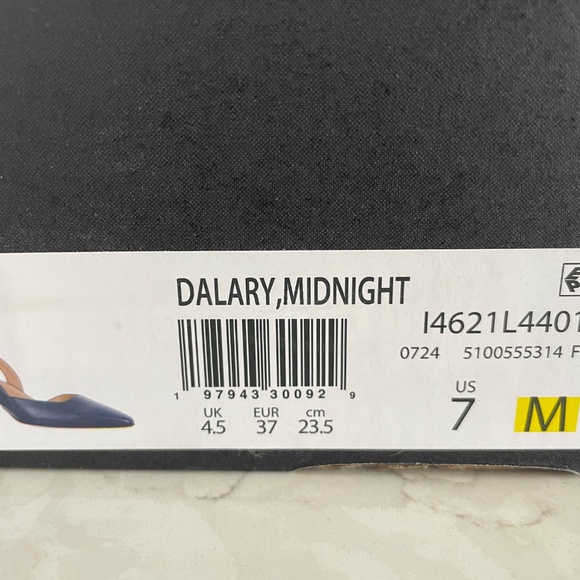 DALARY,MIDNIGHT
I4621L4401
0724 5100555314 F
1 97943 30092 9
UK EUR cm
4.5 37 23.5
US
7 M